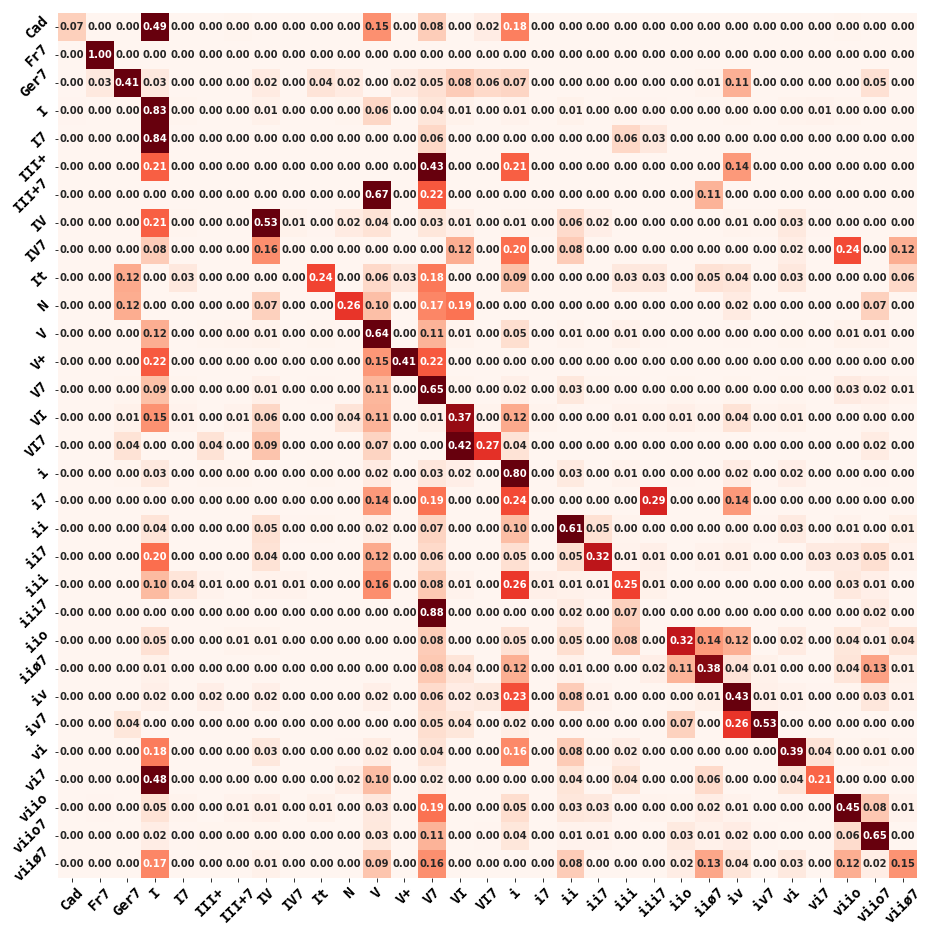 Cad 0.07 0.00 0.00 0.49 0.00 0.00 0.00 0.00 0.00 0.00 0.00 0.15 0.00 0.08 0.00 0.02 0.18 0.00 0.00 0.00 0.00 0.00 0.00 0.00 0.00 0.00 0.00 0.00 0.00 0.00 0.00
Fr7 0.00 1.00 0.00 0.00 0.00 0.00 0.00 0.00 0.00 0.00 0.00 0.00 0.00 0.00 0.00 0.00 0.00 0.00 0.00 0.00 0.00 0.00 0.00 0.00 0.00 0.00 0.00 0.00 0.00 0.00 0.00
Ger7 0.00 0.03 0.41 0.03 0.00 0.00 0.00 0.02 0.00 0.04 0.02 0.00 0.02 0.05 0.08 0.06 0.07 0.00 0.00 0.00 0.00 0.00 0.00 0.01 0.11 0.00 0.00 0.00 0.00 0.05 0.00
I 0.00 0.00 0.00 0.83 0.00 0.00 0.00 0.01 0.00 0.00 0.00 0.06 0.00 0.04 0.01 0.00 0.01 0.00 0.01 0.00 0.00 0.00 0.00 0.00 0.00 0.00 0.00 0.01 0.00 0.00 0.00
I7 0.00 0.00 0.00 0.84 0.00 0.00 0.00 0.00 0.00 0.00 0.00 0.00 0.00 0.06 0.00 0.00 0.00 0.00 0.00 0.00 0.06 0.03 0.00 0.00 0.00 0.00 0.00 0.00 0.00 0.00 0.00
III+ 0.00 0.00 0.00 0.21 0.00 0.00 0.00 0.00 0.00 0.00 0.00 0.00 0.00 0.43 0.00 0.00 0.21 0.00 0.00 0.00 0.00 0.00 0.00 0.00 0.14 0.00 0.00 0.00 0.00 0.00 0.00
III+7 0.00 0.00 0.00 0.00 0.00 0.00 0.00 0.00 0.00 0.00 0.00 0.67 0.00 0.22 0.00 0.00 0.00 0.00 0.00 0.00 0.00 0.00 0.00 0.11 0.00 0.00 0.00 0.00 0.00 0.00 0.00
IV 0.00 0.00 0.00 0.21 0.00 0.00 0.00 0.53 0.01 0.00 0.02 0.04 0.00 0.03 0.01 0.00 0.01 0.00 0.06 0.02 0.00 0.00 0.00 0.00 0.01 0.00 0.03 0.00 0.00 0.00 0.00
IV7 0.00 0.00 0.00 0.08 0.00 0.00 0.00 0.16 0.00 0.00 0.00 0.00 0.00 0.00 0.12 0.00 0.20 0.00 0.08 0.00 0.00 0.00 0.00 0.00 0.00 0.00 0.02 0.00 0.24 0.00 0.12
It 0.00 0.00 0.12 0.00 0.03 0.00 0.00 0.00 0.00 0.24 0.00 0.06 0.03 0.18 0.00 0.00 0.09 0.00 0.00 0.00 0.03 0.03 0.00 0.05 0.04 0.00 0.03 0.00 0.00 0.00 0.06
N 0.00 0.00 0.12 0.00 0.00 0.00 0.00 0.07 0.00 0.00 0.26 0.10 0.00 0.17 0.19 0.00 0.00 0.00 0.00 0.00 0.00 0.00 0.00 0.00 0.02 0.00 0.00 0.00 0.00 0.07 0.00
V 0.00 0.00 0.00 0.12 0.00 0.00 0.00 0.01 0.00 0.00 0.00 0.64 0.00 0.11 0.01 0.00 0.05 0.00 0.01 0.00 0.01 0.00 0.00 0.00 0.00 0.00 0.00 0.00 0.01 0.01 0.00
V+ 0.00 0.00 0.00 0.22 0.00 0.00 0.00 0.00 0.00 0.00 0.00 0.15 0.41 0.22 0.00 0.00 0.00 0.00 0.00 0.00 0.00 0.00 0.00 0.00 0.00 0.00 0.00 0.00 0.00 0.00 0.00
V7 0.00 0.00 0.00 0.09 0.00 0.00 0.00 0.01 0.00 0.00 0.00 0.11 0.00 0.65 0.00 0.00 0.02 0.00 0.03 0.00 0.00 0.00 0.00 0.00 0.01 0.00 0.00 0.00 0.03 0.02 0.01
VI 0.00 0.00 0.01 0.15 0.01 0.00 0.01 0.06 0.00 0.00 0.04 0.11 0.00 0.01 0.37 0.00 0.12 0.00 0.00 0.00 0.01 0.00 0.01 0.00 0.04 0.00 0.01 0.00 0.00 0.00 0.00
VI7 0.00 0.00 0.04 0.00 0.00 0.04 0.00 0.09 0.00 0.00 0.00 0.07 0.00 0.00 0.42 0.27 0.04 0.00 0.00 0.00 0.00 0.00 0.00 0.00 0.00 0.00 0.00 0.00 0.00 0.02 0.00
i 0.00 0.00 0.00 0.03 0.00 0.00 0.00 0.00 0.00 0.00 0.00 0.02 0.00 0.03 0.02 0.00 0.80 0.00 0.03 0.00 0.01 0.00 0.00 0.00 0.02 0.00 0.02 0.00 0.00 0.00 0.00
i7 0.00 0.00 0.00 0.00 0.00 0.00 0.00 0.00 0.00 0.00 0.00 0.14 0.00 0.19 0.00 0.00 0.24 0.00 0.00 0.00 0.00 0.29 0.00 0.00 0.14 0.00 0.00 0.00 0.00 0.00 0.00
ii 0.00 0.00 0.00 0.04 0.00 0.00 0.00 0.05 0.00 0.00 0.00 0.02 0.00 0.07 0.00 0.00 0.10 0.00 0.61 0.05 0.00 0.00 0.00 0.00 0.00 0.00 0.03 0.00 0.01 0.00 0.01
ii7 0.00 0.00 0.00 0.20 0.00 0.00 0.00 0.04 0.00 0.00 0.00 0.12 0.00 0.06 0.00 0.00 0.05 0.00 0.05 0.32 0.01 0.01 0.00 0.01 0.01 0.00 0.00 0.03 0.03 0.05 0.01
iii 0.00 0.00 0.00 0.10 0.04 0.01 0.00 0.01 0.01 0.00 0.00 0.16 0.00 0.08 0.01 0.00 0.26 0.01 0.01 0.01 0.25 0.01 0.00 0.00 0.00 0.00 0.00 0.00 0.03 0.01 0.00
iii7 0.00 0.00 0.00 0.00 0.00 0.00 0.00 0.00 0.00 0.00 0.00 0.00 0.00 0.88 0.00 0.00 0.00 0.00 0.02 0.00 0.07 0.00 0.00 0.00 0.00 0.00 0.00 0.00 0.00 0.02 0.00
iio 0.00 0.00 0.00 0.05 0.00 0.00 0.01 0.01 0.00 0.00 0.00 0.00 0.00 0.08 0.00 0.00 0.05 0.00 0.05 0.00 0.08 0.00 0.32 0.14 0.12 0.00 0.02 0.00 0.04 0.01 0.04
iiø7 0.00 0.00 0.00 0.01 0.00 0.00 0.00 0.00 0.00 0.00 0.00 0.00 0.00 0.08 0.04 0.00 0.12 0.00 0.01 0.00 0.00 0.02 0.11 0.38 0.04 0.01 0.00 0.00 0.04 0.13 0.01
iv 0.00 0.00 0.00 0.02 0.00 0.02 0.00 0.02 0.00 0.00 0.00 0.02 0.00 0.06 0.02 0.03 0.23 0.00 0.08 0.01 0.00 0.00 0.00 0.01 0.43 0.01 0.01 0.00 0.00 0.03 0.01
iv7 0.00 0.00 0.04 0.00 0.00 0.00 0.00 0.00 0.00 0.00 0.00 0.00 0.00 0.05 0.04 0.00 0.02 0.00 0.00 0.00 0.00 0.00 0.07 0.00 0.26 0.53 0.00 0.00 0.00 0.00 0.00
vi 0.00 0.00 0.00 0.18 0.00 0.00 0.00 0.03 0.00 0.00 0.00 0.02 0.00 0.04 0.00 0.00 0.16 0.00 0.08 0.00 0.02 0.00 0.00 0.00 0.00 0.00 0.39 0.04 0.00 0.01 0.00
vi7 0.00 0.00 0.00 0.48 0.00 0.00 0.00 0.00 0.00 0.00 0.02 0.10 0.00 0.02 0.00 0.00 0.00 0.00 0.04 0.00 0.04 0.00 0.00 0.06 0.00 0.00 0.04 0.21 0.00 0.00 0.00
viio 0.00 0.00 0.00 0.05 0.00 0.00 0.01 0.01 0.00 0.01 0.00 0.03 0.00 0.19 0.00 0.00 0.05 0.00 0.03 0.03 0.00 0.00 0.00 0.02 0.01 0.00 0.00 0.00 0.45 0.08 0.01
viio7 0.00 0.00 0.00 0.02 0.00 0.00 0.00 0.00 0.00 0.00 0.00 0.03 0.00 0.11 0.00 0.00 0.04 0.00 0.01 0.01 0.00 0.00 0.03 0.01 0.02 0.00 0.00 0.00 0.06 0.65 0.00
viiø7 0.00 0.00 0.00 0.17 0.00 0.00 0.00 0.01 0.00 0.00 0.00 0.09 0.00 0.16 0.00 0.00 0.00 0.00 0.08 0.00 0.00 0.00 0.02 0.13 0.04 0.00 0.03 0.00 0.12 0.02 0.15
Cad Fr7 Ger7 I I7 III+ III+7 IV IV7 It N V V+ V7 VI VI7 i i7 ii ii7 iii iii7 iio iiø7 iv iv7 vi vi7 viio viio7 viiø7